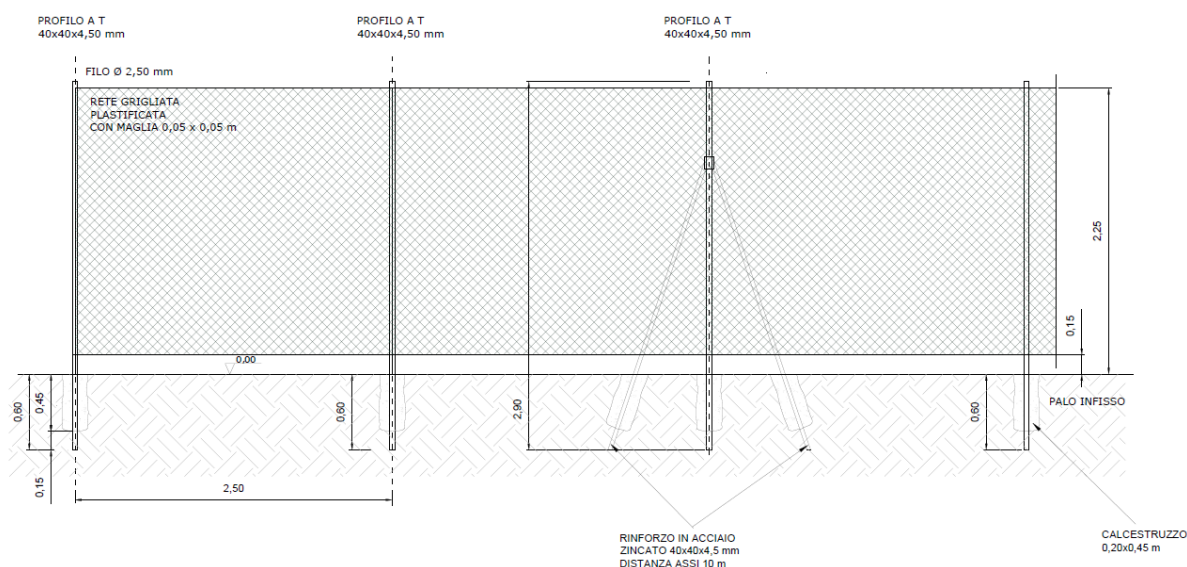 PROFILO A T
40x40x4,50 mm
PROFILO A T
40x40x4,50 mm
PROFILO A T
40x40x4,50 mm
FILO Ø 2,50 mm
RETE GRIGLIATA
PLASTIFICATA
CON MAGLIA 0,05 x 0,05 m
2,25
0,15
0,00
0,60
0,45
0,60
2,90
0,60
PALO INFISSO
0,15
2,50
RINFORZO IN ACCIAIO
ZINCATO 40x40x4,5 mm
DISTANZA ASSI 10 m
CALCESTRUZZO
0,20x0,45 m